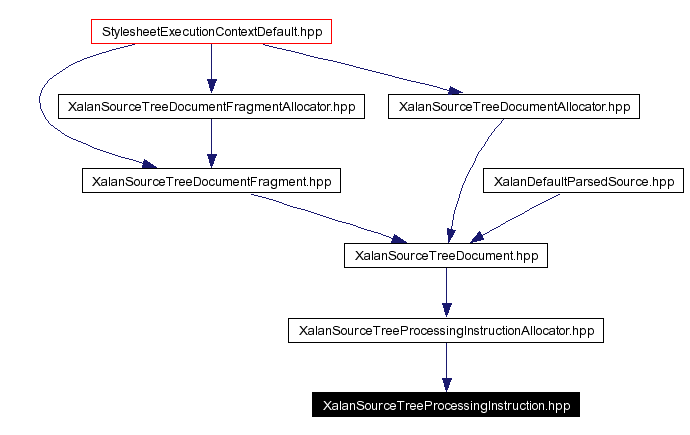 StylesheetExecutionContextDefault.hpp
XalanSourceTreeDocumentFragmentAllocator.hpp
XalanSourceTreeDocumentAllocator.hpp
XalanSourceTreeDocumentFragment.hpp
XalanDefaultParsedSource.hpp
XalanSourceTreeDocument.hpp
XalanSourceTreeProcessingInstructionAllocator.hpp
XalanSourceTreeProcessingInstruction.hpp